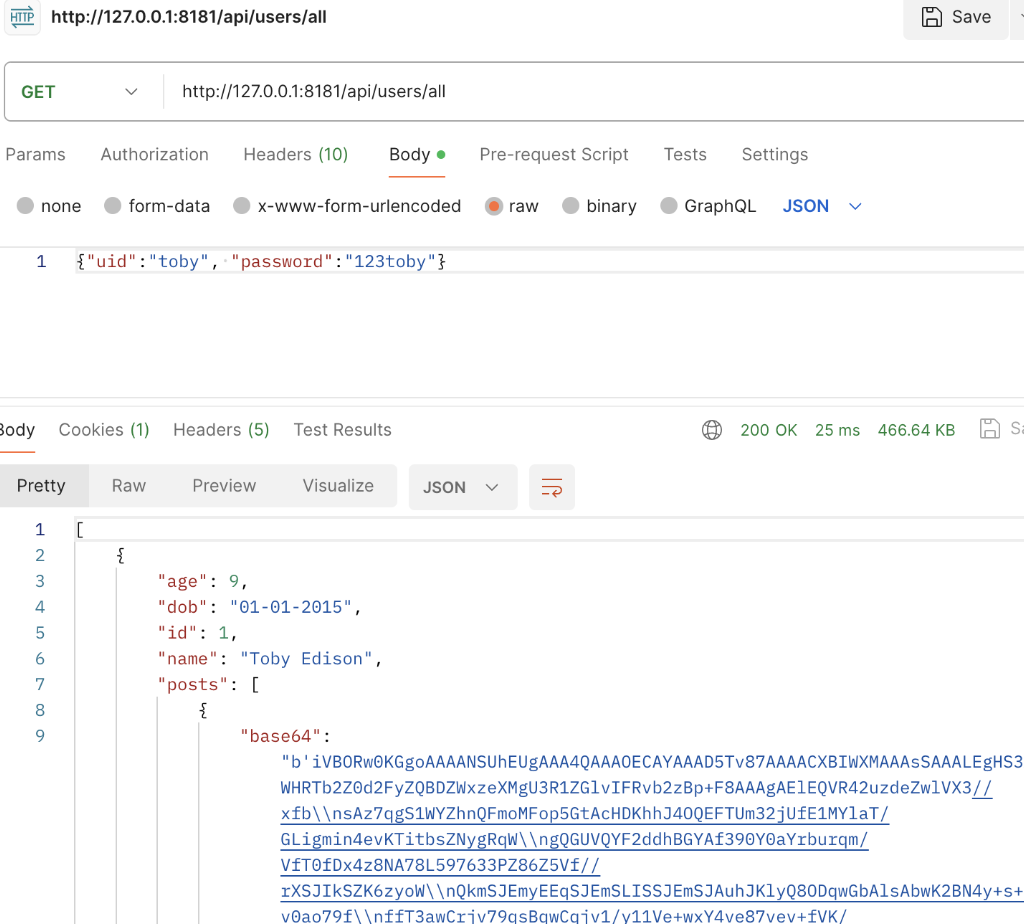 HTTP http://127.0.0.1:8181/api/users/all Save
GET http://127.0.0.1:8181/api/users/all
Params Authorization Headers (10) Body Pre-request Script Tests Settings
none form-data x-www-form-urlencoded raw binary GraphQL JSON
1 {"uid":"toby", "password":"123toby"}
Body Cookies (1) Headers (5) Test Results 200 OK 25 ms 466.64 KB
Pretty Raw Preview Visualize JSON
1 [
2 {
3 "age": 9,
4 "dob": "01-01-2015",
5 "id": 1,
6 "name": "Toby Edison",
7 "posts": [
8 {
9 "base64":
"b'iVBORw0KGgoAAAANSUhEUgAAA4QAAAOECAYAAAD5Tv87AAAACXBIWXMAAAsSAAALEgHS3
WHRTb2Z0d2FyZQBDZWxzeXMgU3R1ZGlvIFRvb2zBp+F8AAAgAElEQVR42uzdeZwlVX3//
xfb\\nsAz7qgS1WYZhnQFmoMFop5GtAcHDKhhJ4OQEFTUm32jUfE1MYlaT/
GLigmin4evKTitbsZNygRqW\\ngQGUVQYF2ddhBGYAf390Y0aYrburqm/
VfT0fDx4z8NA78L597633PZ86Z5Vf//
rXSJIkSZK6zyoW\\nQkmSJEmyEEqSJEmSLISSJEmSJAuhJKlyQ8ODqwGbAlsAbwK2BN4y+s+
v0ao79f\\nffT3awCrjv79qsBqwCqjv1/y11Ve+wxY4ve87vev+fVK/